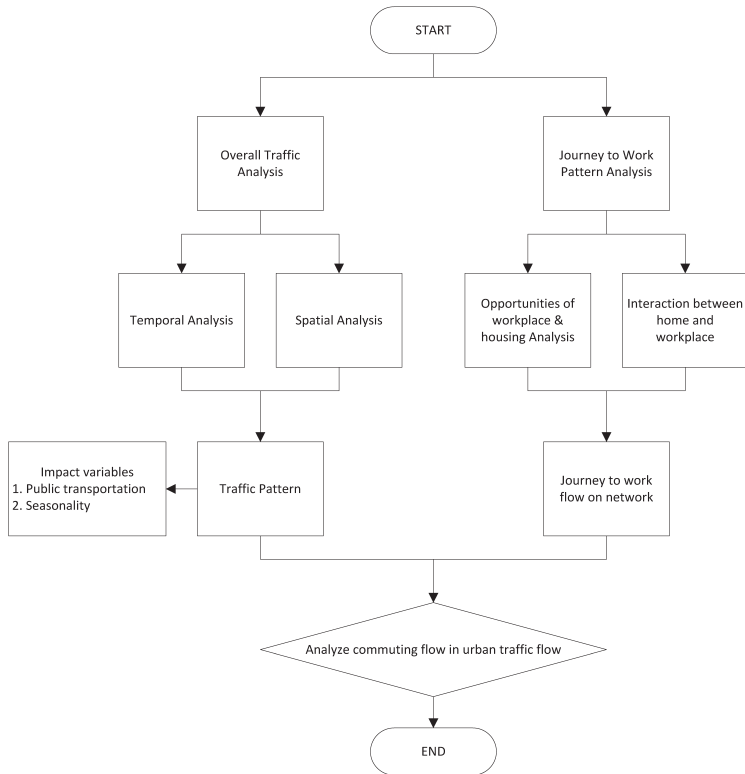 START
Overall Traffic
Analysis
Journey to Work
Pattern Analysis
Temporal Analysis
Spatial Analysis
Opportunities of
workplace &
housing Analysis
Interaction between
home and
workplace
Impact variables
1. Public transportation
2. Seasonality
Traffic Pattern
Journey to work
flow on network
Analyze commuting flow in urban traffic flow
END